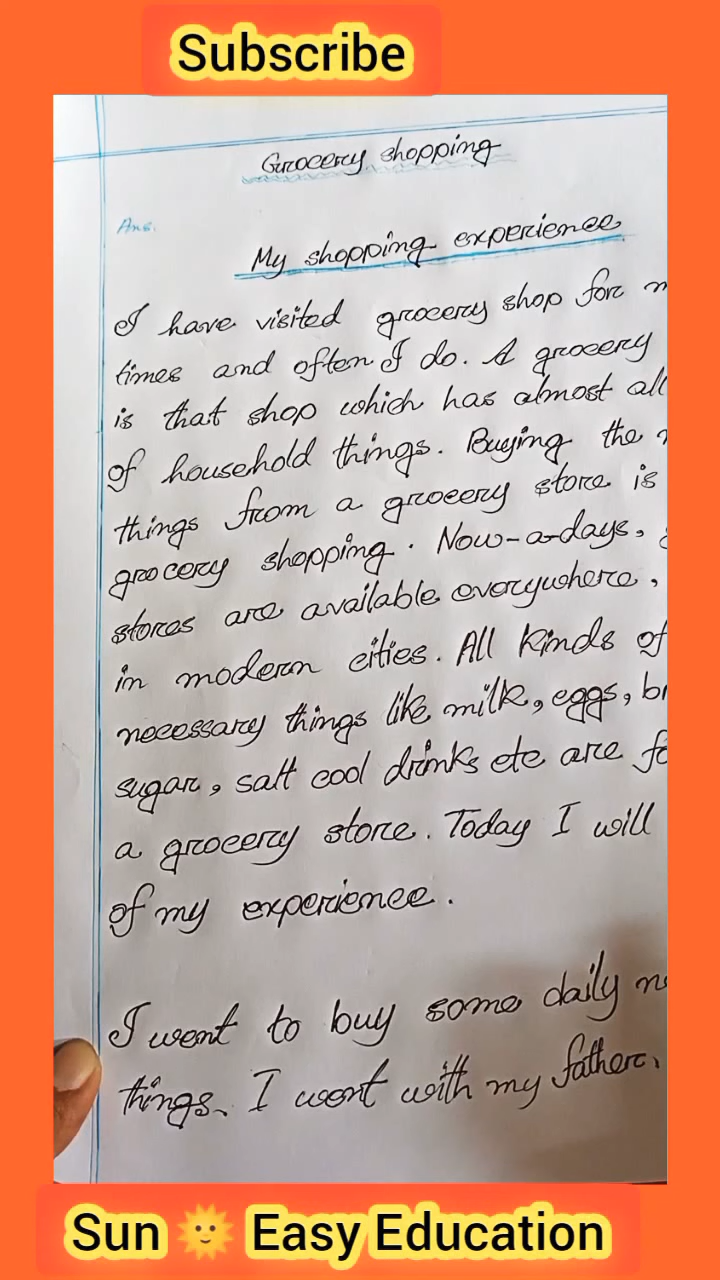 Subscribe
Grocery shopping
Ans.
My shopping experience
I have visited grocery shop for
times and often I do. A grocery
is that shop which has almost all
of household things. Buying the
things from a grocery store is
grocery shopping. Now-a-days,
stores are available everywhere,
in modern cities. All kinds of
necessary things like milk, eggs,
sugar, salt cool drinks etc are
a grocery store. Today I will
of my experience.
I went to buy some daily
things. I went with my father.
Sun 🌞 Easy Education